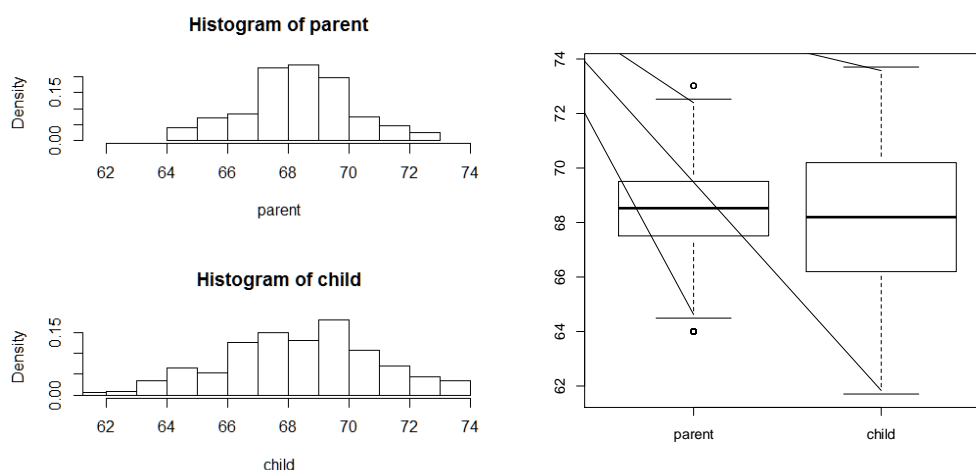 Histogram of parent
Density
0.00
0.15
62 64 66 68 70 72 74
parent
Histogram of child
Density
0.00
0.15
62 64 66 68 70 72 74
child
74
72
70
68
66
64
62
parent child